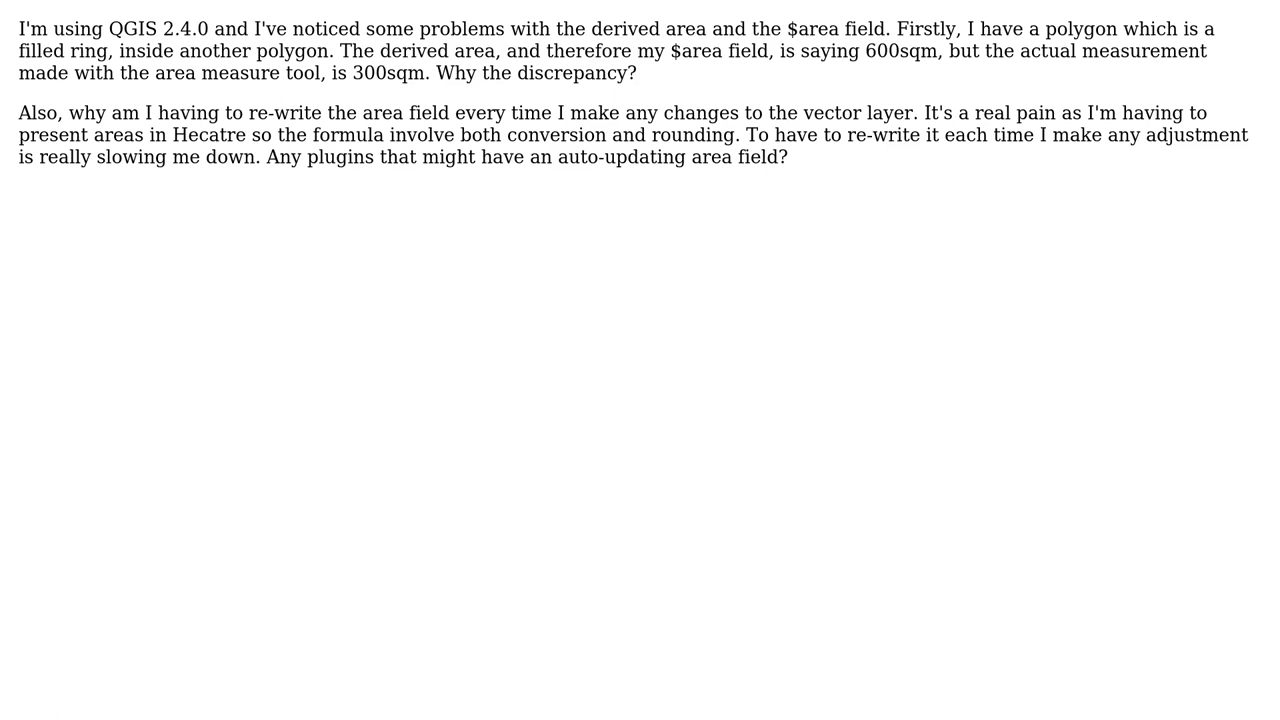 I'm using QGIS 2.4.0 and I've noticed some problems with the derived area and the $area field. Firstly, I have a polygon which is a
filled ring, inside another polygon. The derived area, and therefore my $area field, is saying 600sqm, but the actual measurement
made with the area measure tool, is 300sqm. Why the discrepancy?
Also, why am I having to re-write the area field every time I make any changes to the vector layer. It's a real pain as I'm having to
present areas in Hecatre so the formula involve both conversion and rounding. To have to re-write it each time I make any adjustment
is really slowing me down. Any plugins that might have an auto-updating area field?